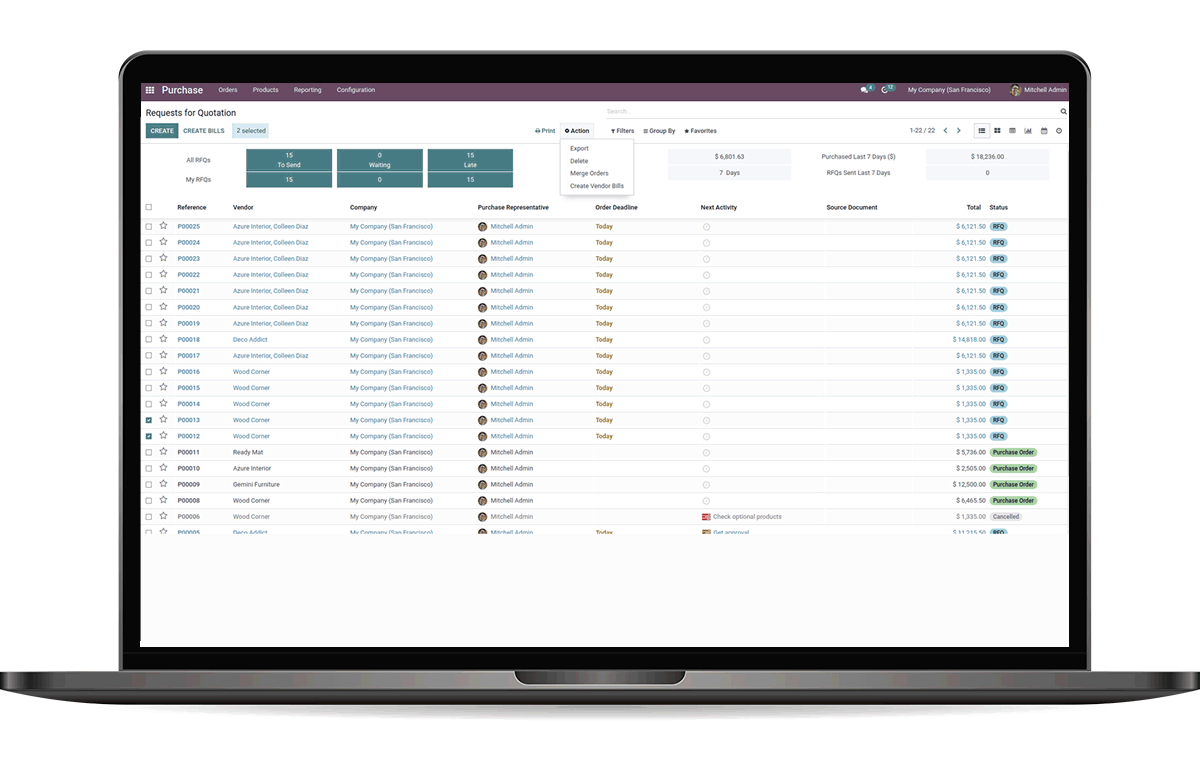 Purchase Orders Products Reporting Configuration 4 12 My Company (San Francisco) Mitchell Admin
Requests for Quotation Search...
CREATE CREATE BILLS 2 selected Print Action Filters Group By Favorites 1-22 / 22
Export
Delete
Merge Orders
Create Vendor Bills
All RFQs 15 To Send 0 Waiting 15 Late $ 6,801.63 Purchased Last 7 Days ($) $ 18,236.00
My RFQs 15 0 15 7 Days RFQs Sent Last 7 Days 0
Reference Vendor Company Purchase Representative Order Deadline Next Activity Source Document Total Status
P00025 Azure Interior, Colleen Diaz My Company (San Francisco) Mitchell Admin Today $ 6,121.50 RFQ
P00024 Azure Interior, Colleen Diaz My Company (San Francisco) Mitchell Admin Today $ 6,121.50 RFQ
P00023 Azure Interior, Colleen Diaz My Company (San Francisco) Mitchell Admin Today $ 6,121.50 RFQ
P00022 Azure Interior, Colleen Diaz My Company (San Francisco) Mitchell Admin Today $ 6,121.50 RFQ
P00021 Azure Interior, Colleen Diaz My Company (San Francisco) Mitchell Admin Today $ 6,121.50 RFQ
P00020 Azure Interior, Colleen Diaz My Company (San Francisco) Mitchell Admin Today $ 6,121.50 RFQ
P00019 Azure Interior, Colleen Diaz My Company (San Francisco) Mitchell Admin Today $ 6,121.50 RFQ
P00018 Deco Addict My Company (San Francisco) Mitchell Admin Today $ 14,818.00 RFQ
P00017 Azure Interior, Colleen Diaz My Company (San Francisco) Mitchell Admin Today $ 6,121.50 RFQ
P00016 Wood Corner My Company (San Francisco) Mitchell Admin Today $ 1,335.00 RFQ
P00015 Wood Corner My Company (San Francisco) Mitchell Admin Today $ 1,335.00 RFQ
P00014 Wood Corner My Company (San Francisco) Mitchell Admin Today $ 1,335.00 RFQ
P00013 Wood Corner My Company (San Francisco) Mitchell Admin Today $ 1,335.00 RFQ
P00012 Wood Corner My Company (San Francisco) Mitchell Admin Today $ 1,335.00 RFQ
P00011 Ready Mat My Company (San Francisco) Mitchell Admin $ 5,736.00 Purchase Order
P00010 Azure Interior My Company (San Francisco) Mitchell Admin $ 2,505.00 Purchase Order
P00009 Gemini Furniture My Company (San Francisco) Mitchell Admin $ 12,500.00 Purchase Order
P00008 Wood Corner My Company (San Francisco) Mitchell Admin $ 6,465.50 Purchase Order
P00006 Wood Corner My Company (San Francisco) Mitchell Admin Check optional products $ 1,335.00 Cancelled
P00005 Deco Addict My Company (San Francisco) Mitchell Admin Today Get approval $ 11,215.50 RFQ